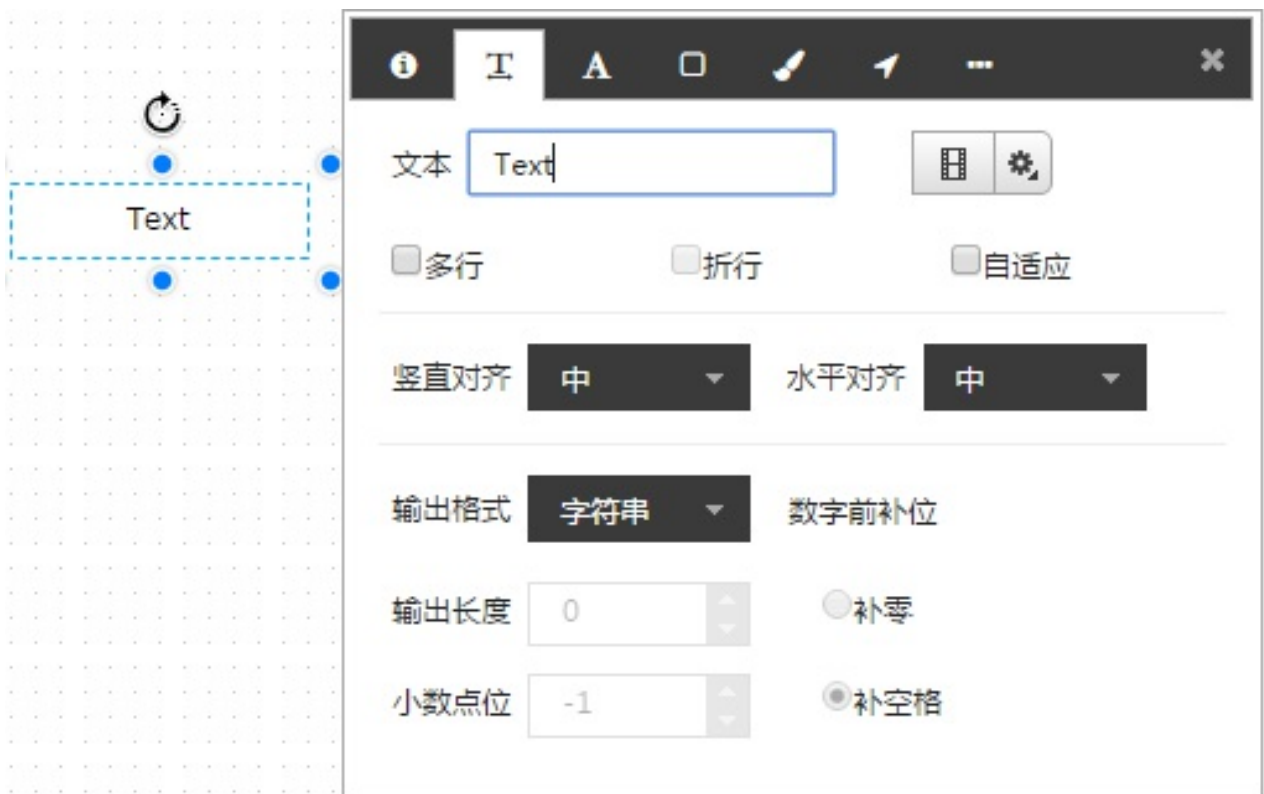 文本 Text
Text
多行 折行 自适应
竖直对齐 中 水平对齐 中
输出格式 字符串 数字前补位
输出长度 0 补零
小数点位 -1 补空格